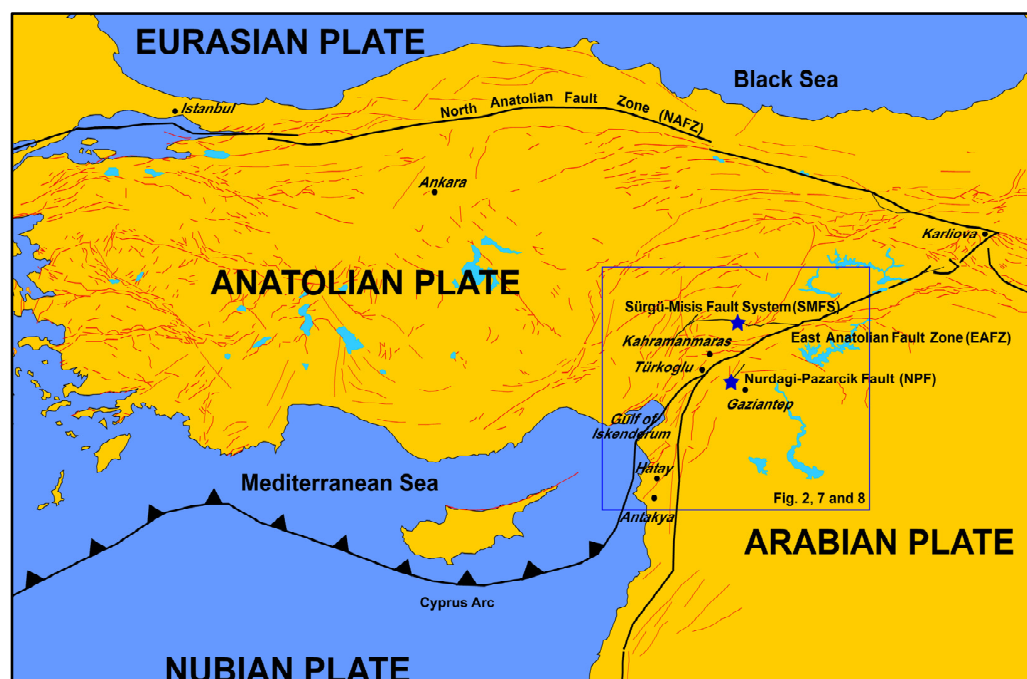 EURASIAN PLATE
Black Sea
Istanbul
North Anatolian Fault Zone (NAFZ)
Ankara
Karliova
ANATOLIAN PLATE
Sürgü-Misis Fault System (SMFS)
East Anatolian Fault Zone (EAFZ)
Kahramanmaras
Türkoglu
Nurdagi-Pazarcik Fault (NPF)
Gaziantep
Gulf of
Iskenderum
Hatay
Mediterranean Sea
Fig. 2, 7 and 8
Antakya
ARABIAN PLATE
Cyprus Arc
NUBIAN PLATE